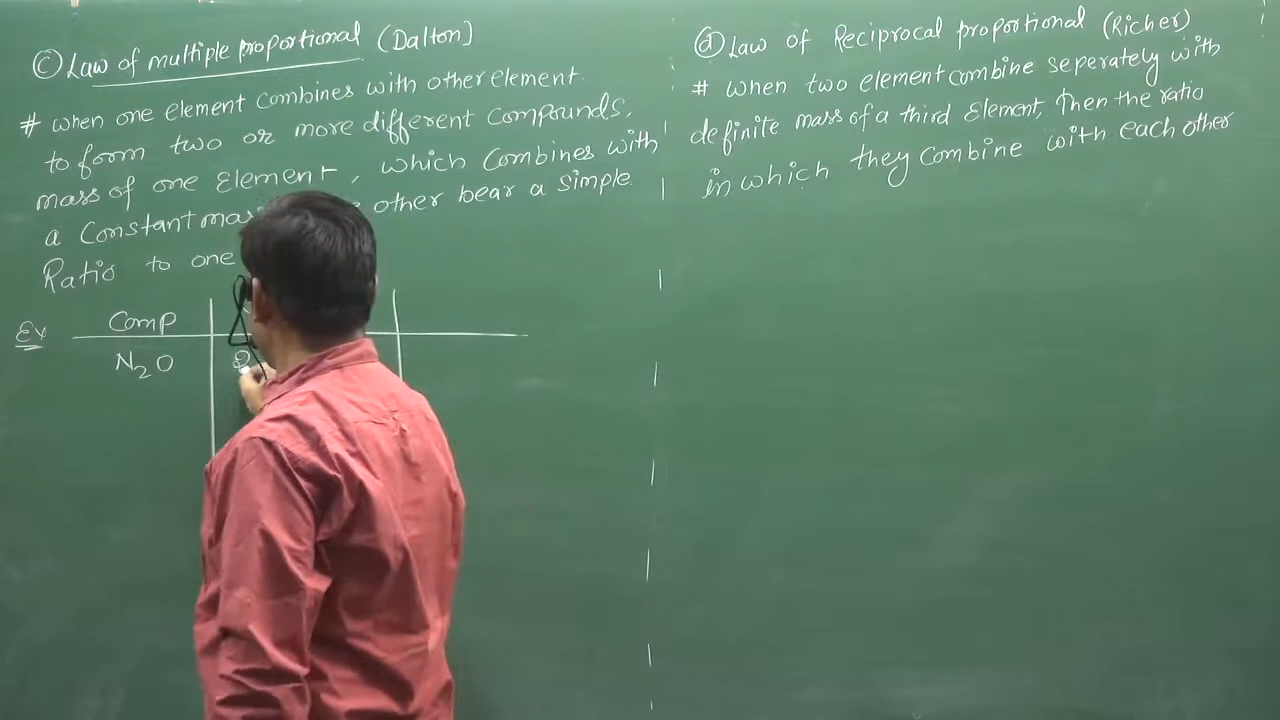 (c) Law of multiple proportional (Dalton]
# when one element Combines with other element
to form two or more different Compounds,
mass of one Element, which Combines with
a Constant mas other bear a simple
Ratio to one
Ex Comp
N2O
(d) Law of Reciprocal proportional (Richer)
# when two element combine seperately with
definite mass of a third Element, Then the ratio
in which they Combine with each other